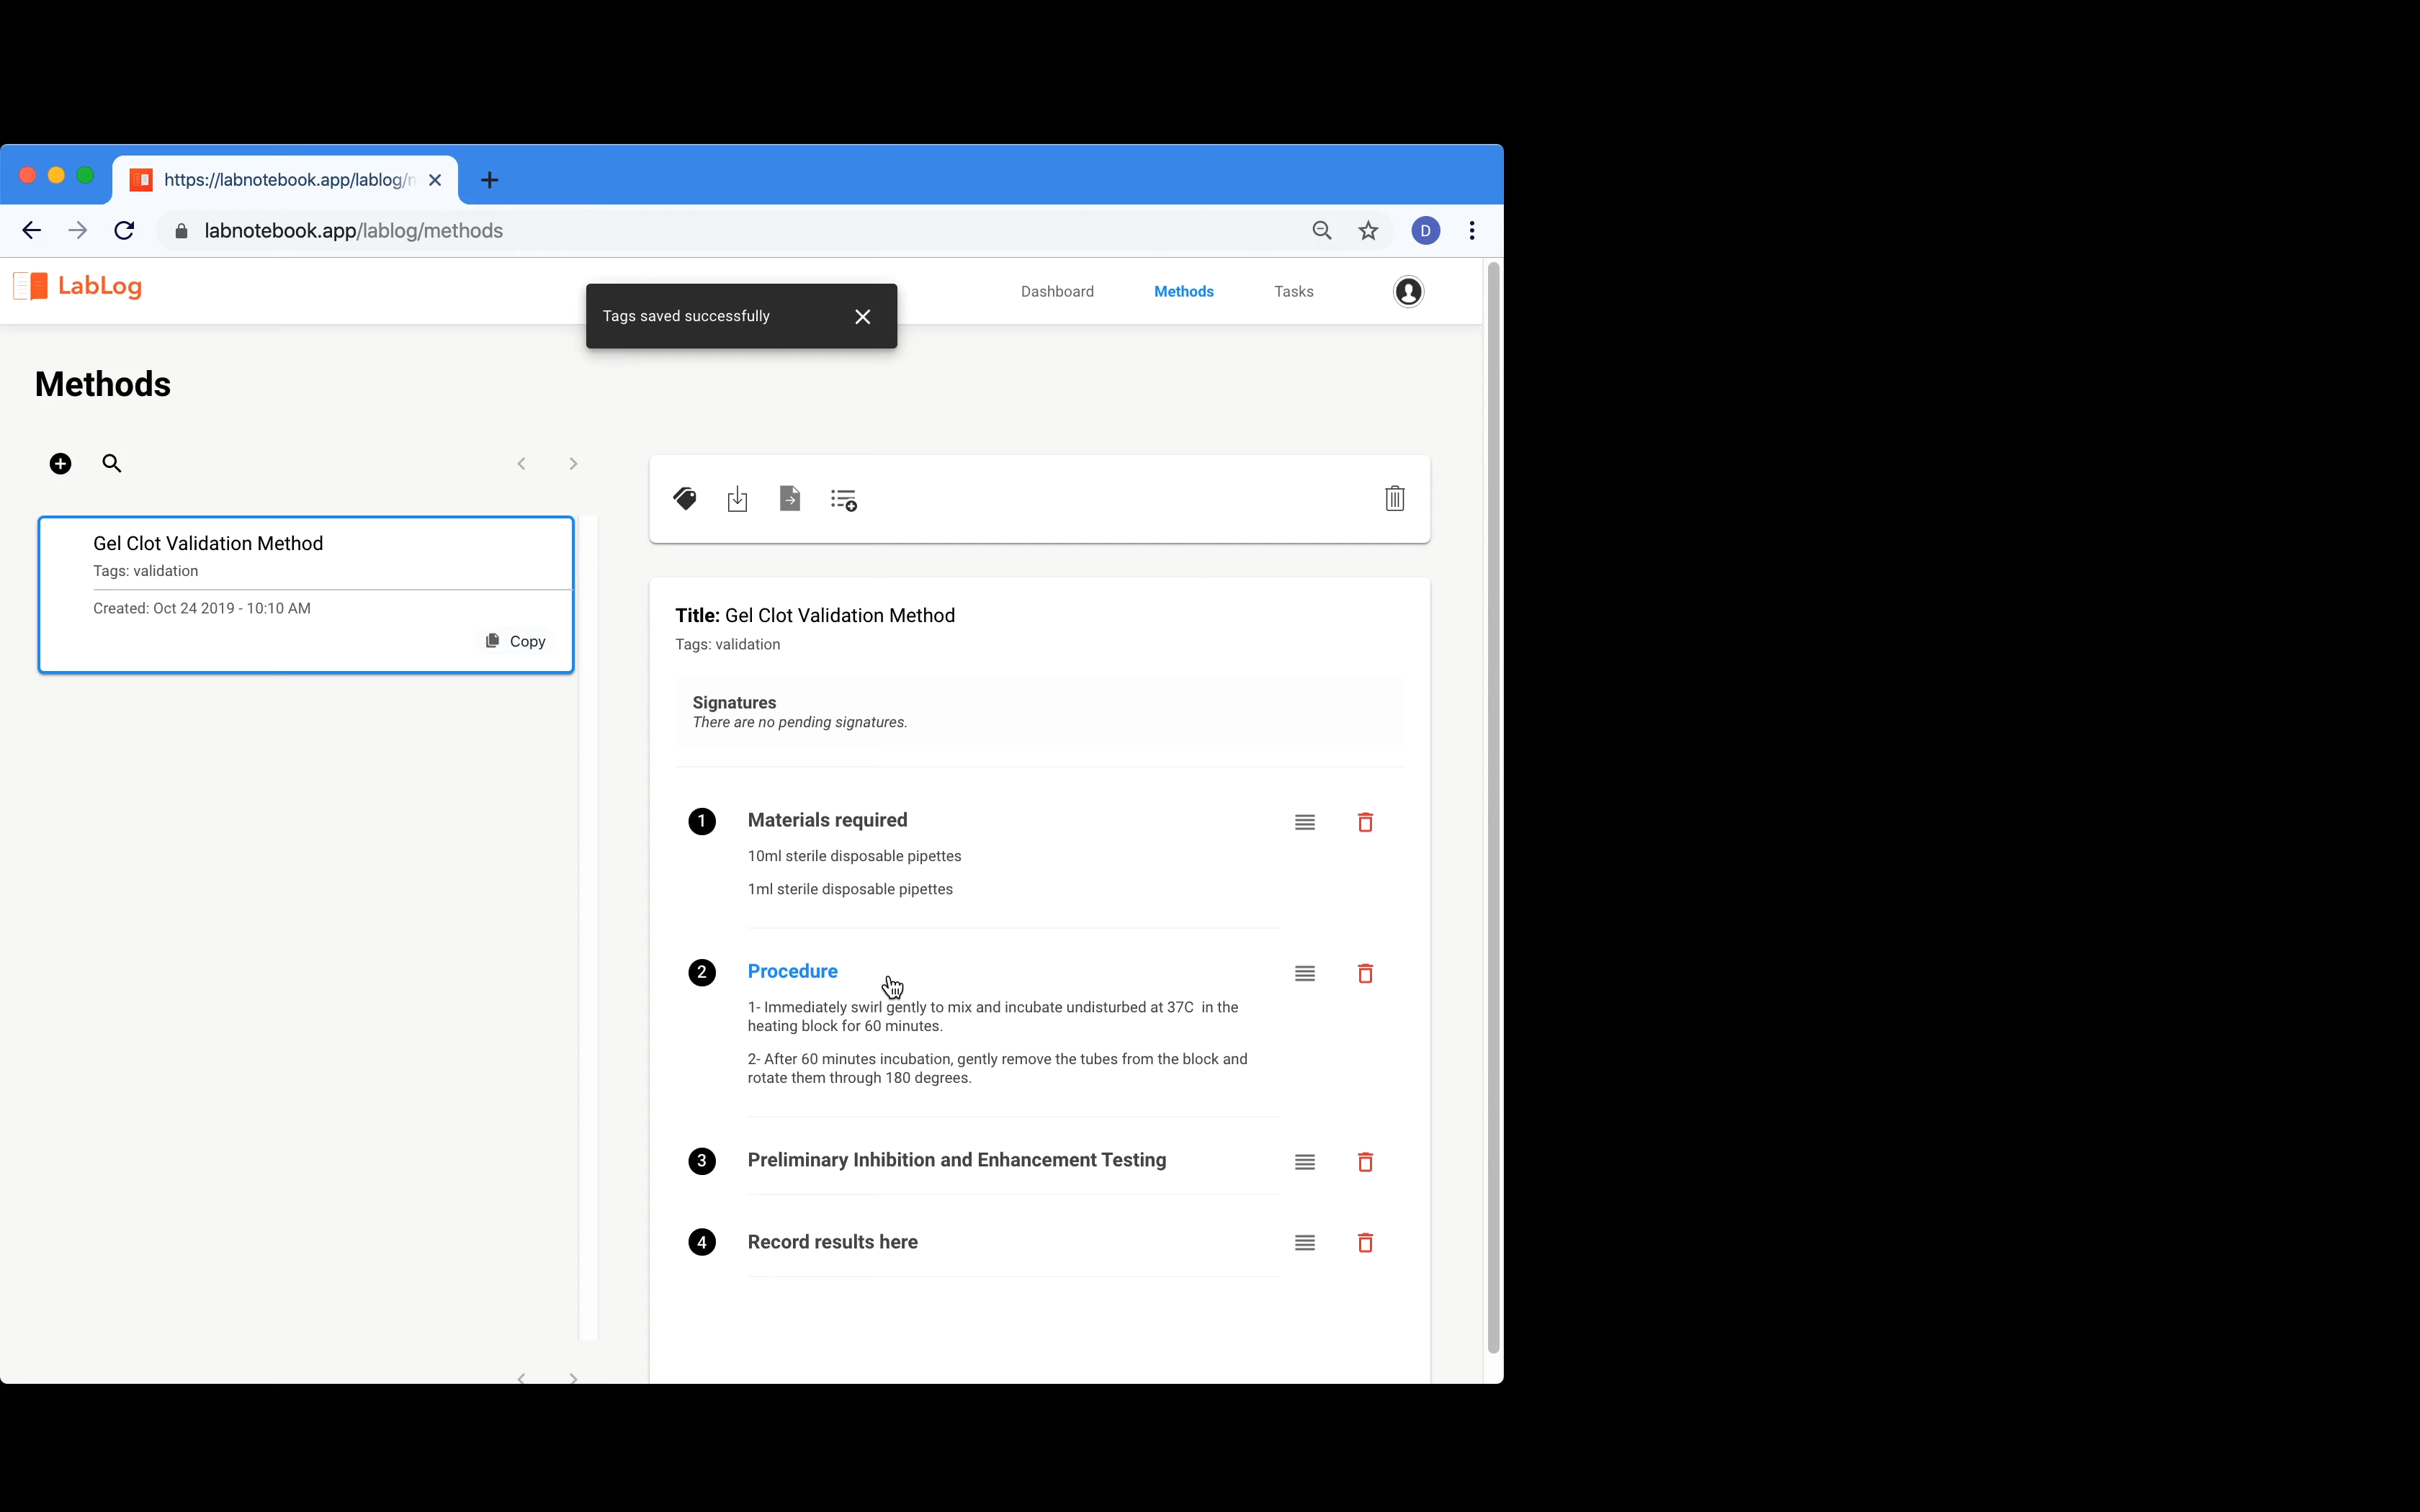 https://labnotebook.app/lablog/n
labnotebook.app/lablog/methods
D
LabLog
Tags saved successfully
Dashboard
Methods
Tasks
Methods
Gel Clot Validation Method
Tags: validation
Created: Oct 24 2019 - 10:10 AM
Copy
Title: Gel Clot Validation Method
Tags: validation
Signatures
There are no pending signatures.
1
Materials required
10ml sterile disposable pipettes
1ml sterile disposable pipettes
2
Procedure
1- Immediately swirl gently to mix and incubate undisturbed at 37C  in the
heating block for 60 minutes.
2- After 60 minutes incubation, gently remove the tubes from the block and
rotate them through 180 degrees.
3
Preliminary Inhibition and Enhancement Testing
4
Record results here